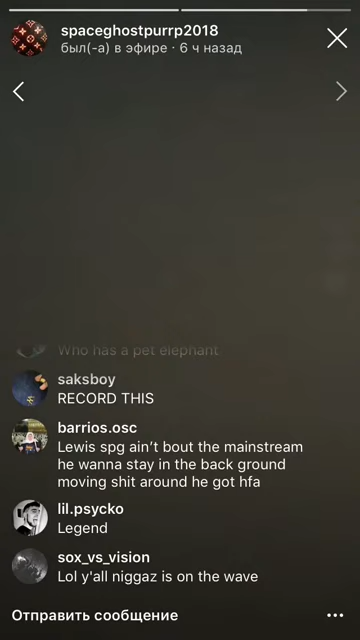 spaceghostpurrp2018
был(-а) в эфире · 6 ч назад
Who has a pet elephant
saksboy
RECORD THIS
barrios.osc
Lewis spg ain’t bout the mainstream
he wanna stay in the back ground
moving shit around he got hfa
lil.psycko
Legend
sox_vs_vision
Lol y'all niggaz is on the wave
Отправить сообщение